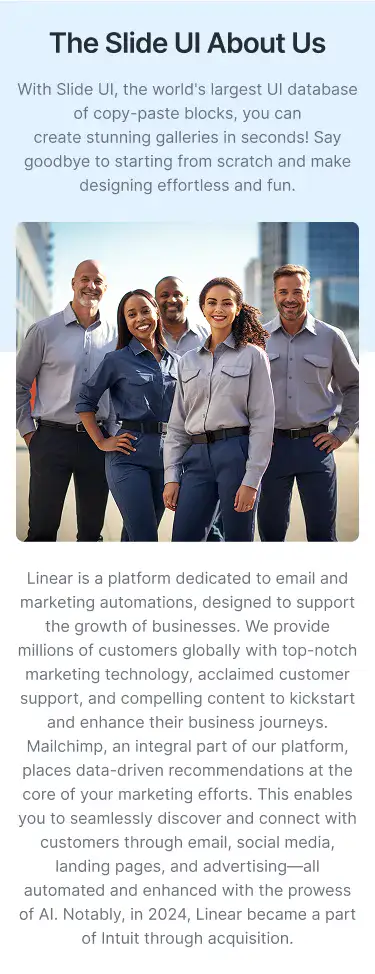 The Slide UI About Us
With Slide UI, the world's largest UI database
of copy-paste blocks, you can
create stunning galleries in seconds! Say
goodbye to starting from scratch and make
designing effortless and fun.
Linear is a platform dedicated to email and
marketing automations, designed to support
the growth of businesses. We provide
millions of customers globally with top-notch
marketing technology, acclaimed customer
support, and compelling content to kickstart
and enhance their business journeys.
Mailchimp, an integral part of our platform,
places data-driven recommendations at the
core of your marketing efforts. This enables
you to seamlessly discover and connect with
customers through email, social media,
landing pages, and advertising—all
automated and enhanced with the prowess
of AI. Notably, in 2024, Linear became a part
of Intuit through acquisition.